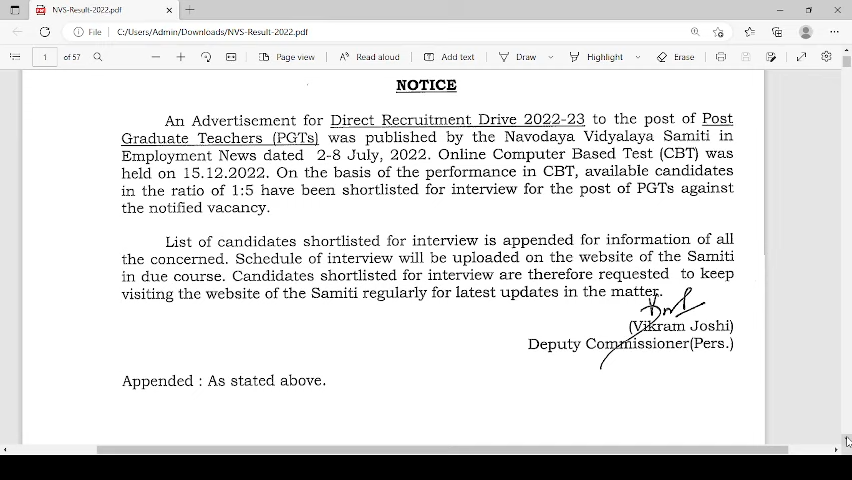 NVS-Result-2022.pdf
File C:/Users/Admin/Downloads/NVS-Result-2022.pdf
1 of 57 Page view Read aloud Add text Draw Highlight Erase
NOTICE
An Advertisement for Direct Recruitment Drive 2022-23 to the post of Post
Graduate Teachers (PGTs) was published by the Navodaya Vidyalaya Samiti in
Employment News dated 2-8 July, 2022. Online Computer Based Test (CBT) was
held on 15.12.2022. On the basis of the performance in CBT, available candidates
in the ratio of 1:5 have been shortlisted for interview for the post of PGTs against
the notified vacancy.
List of candidates shortlisted for interview is appended for information of all
the concerned. Schedule of interview will be uploaded on the website of the Samiti
in due course. Candidates shortlisted for interview are therefore requested to keep
visiting the website of the Samiti regularly for latest updates in the matter.
(Vikram Joshi)
Deputy Commissioner(Pers.)
Appended : As stated above.